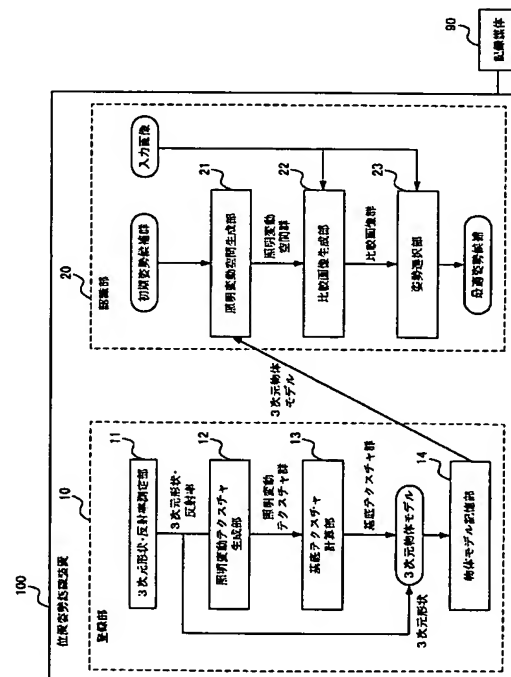 100
位置姿勢認識装置
10
登録部
11
3次元形状・反射率測定部
3次元形状・
反射率
12
照明変動テクスチャ
生成部
照明変動
テクスチャ群
13
基底テクスチャ
計算部
基底テクスチャ群
3次元物体モデル
3次元形状
14
物体モデル記憶部
3次元物体
モデル
20
認識部
初期姿勢候補群
入力画像
21
照明変動空間生成部
照明変動
空間群
22
比較画像生成部
比較画像群
23
姿勢選択部
最適姿勢候補
90
記録媒体